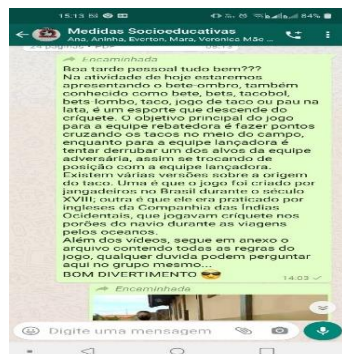 15:13
84%
Medidas Socioeducativas
Ana, Aninha, Everton, Mara, Veronica Mãe ...
24 páginas • PDF
09:13
Encaminhada
Boa tarde pessoal tudo bem???
Na atividade de hoje estaremos
apresentando o bete-ombro, também
conhecido como bete, bets, tacobol,
bets-lombo, taco, jogo de taco ou pau na
lata, é um esporte que descende do
críquete. O objetivo principal do jogo
para a equipe rebatedora é fazer pontos
cruzando os tacos no meio do campo,
enquanto para a equipe lançadora é
tentar derrubar um dos alvos da equipe
adversária, assim se trocando de
posição com a equipe lançadora.
Existem várias versões sobre a origem
do taco. Uma é que o jogo foi criado por
jangadeiros no Brasil durante o século
XVIII; outra é que ele era praticado por
ingleses da Companhia das Índias
Ocidentais, que jogavam críquete nos
porões do navio durante as viagens
pelos oceanos.
Além dos vídeos, segue em anexo o
arquivo contendo todas as regras do
jogo, qualquer duvida podem perguntar
aqui no grupo mesmo...
BOM DIVERTIMENTO 😎
14:03
Encaminhada
Digite uma mensagem